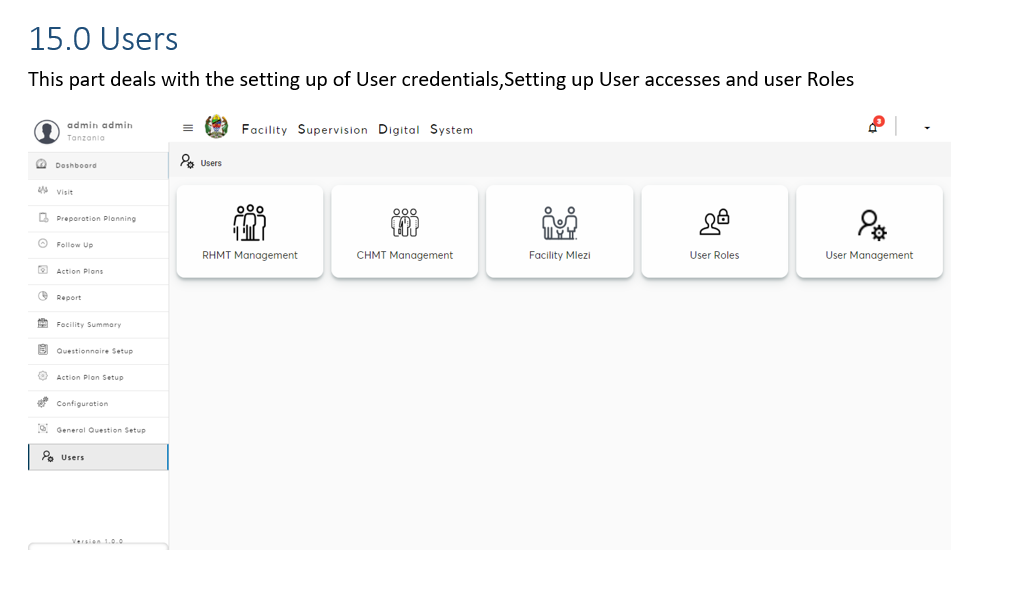 15.0 Users
This part deals with the setting up of User credentials,Setting up User accesses and user Roles
admin admin
Tanzania
Facility Supervision Digital System
3
Dashboard
Users
Visit
Preparation Planning
Follow Up
Action Plans
Report
Facility Summary
Questionnaire Setup
Action Plan Setup
Configuration
General Question Setup
Users
RHMT Management
CHMT Management
Facility Mlezi
User Roles
User Management
Version 1.0.0